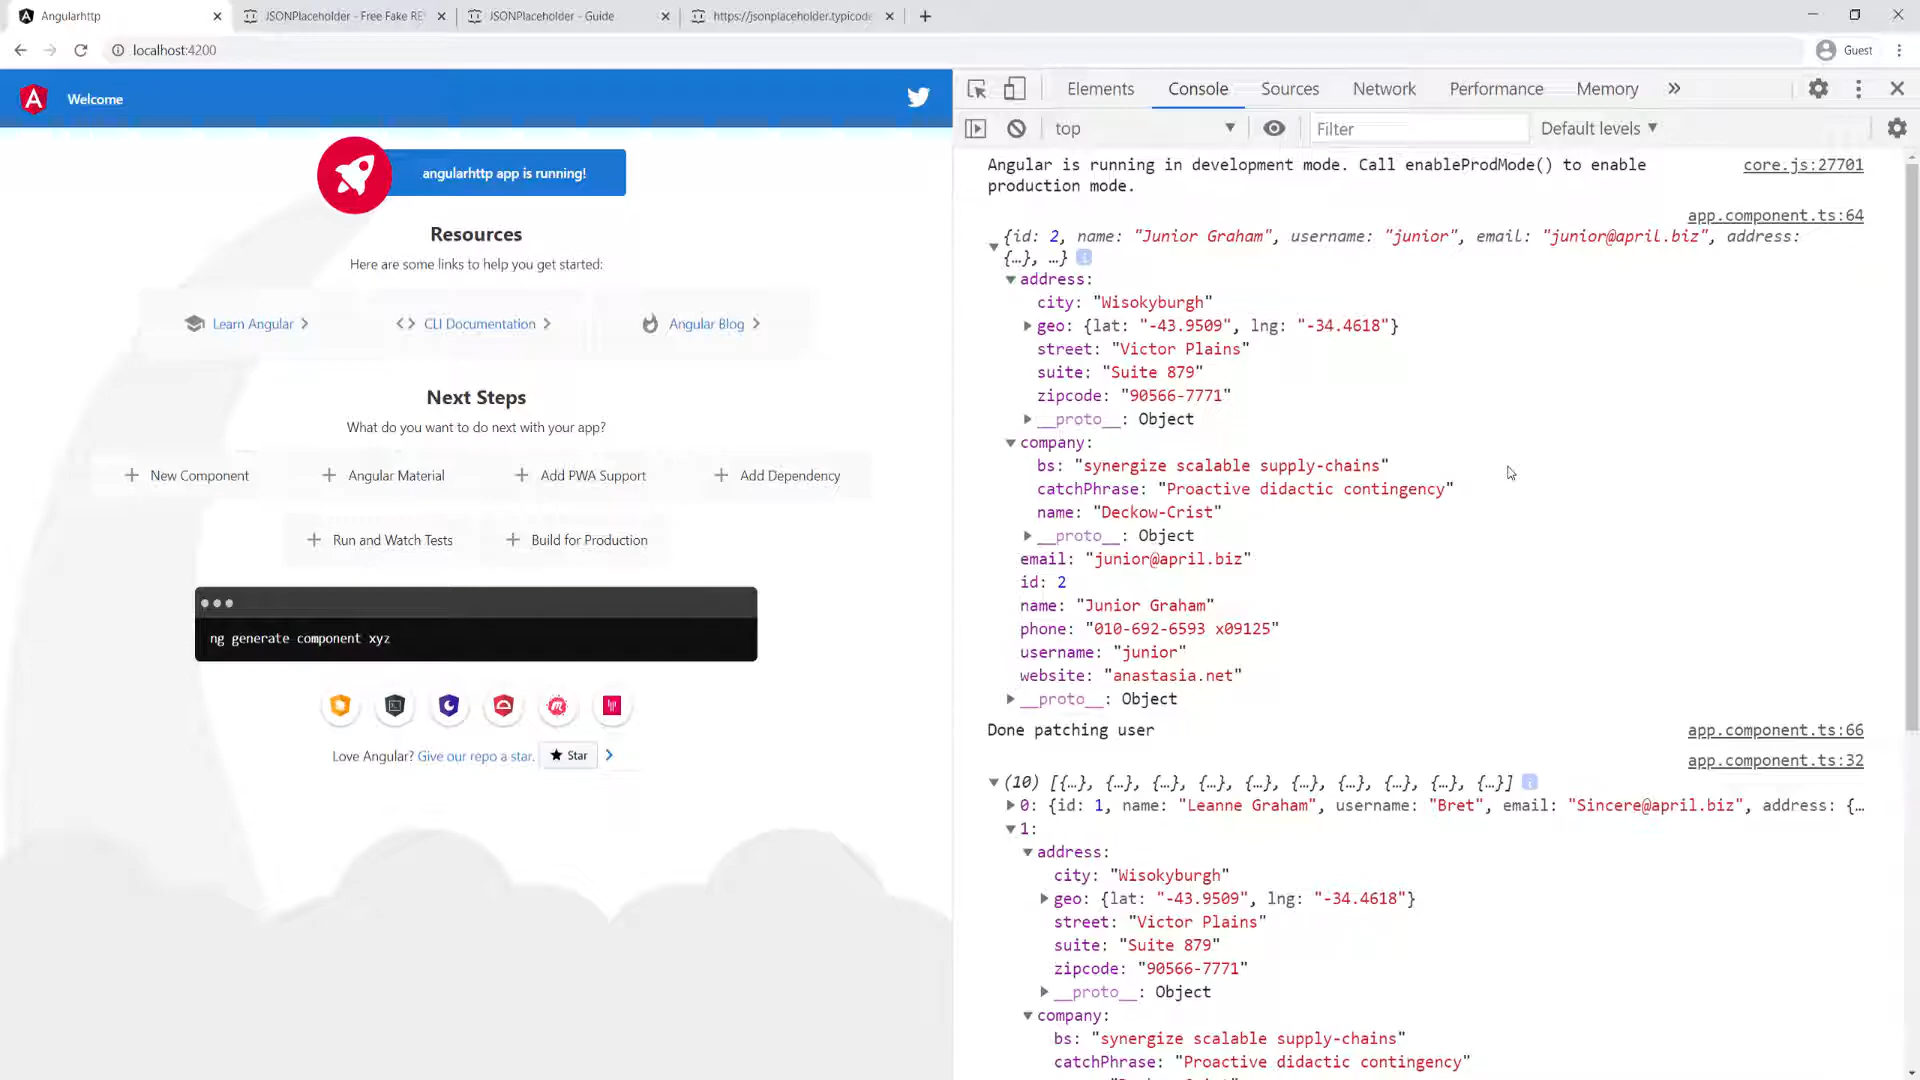 Angularhttp
JSONPlaceholder - Free Fake RE
JSONPlaceholder - Guide
https://jsonplaceholder.typicode
localhost:4200
Guest
Welcome
angularhttp app is running!
Resources
Here are some links to help you get started:
Learn Angular
CLI Documentation
Angular Blog
Next Steps
What do you want to do next with your app?
New Component
Angular Material
Add PWA Support
Add Dependency
Run and Watch Tests
Build for Production
ng generate component xyz
Love Angular? Give our repo a star. Star
Elements Console Sources Network Performance Memory »
top Filter Default levels
Angular is running in development mode. Call enableProdMode() to enable core.js:27701
production mode.
app.component.ts:64
{id: 2, name: "Junior Graham", username: "junior", email: "junior@april.biz", address:
{…}, …}
address:
city: "Wisokyburgh"
geo: {lat: "-43.9509", lng: "-34.4618"}
street: "Victor Plains"
suite: "Suite 879"
zipcode: "90566-7771"
__proto__: Object
company:
bs: "synergize scalable supply-chains"
catchPhrase: "Proactive didactic contingency"
name: "Deckow-Crist"
__proto__: Object
email: "junior@april.biz"
id: 2
name: "Junior Graham"
phone: "010-692-6593 x09125"
username: "junior"
website: "anastasia.net"
__proto__: Object
Done patching user app.component.ts:66
app.component.ts:32
(10) [{…}, {…}, {…}, {…}, {…}, {…}, {…}, {…}, {…}, {…}]
0: {id: 1, name: "Leanne Graham", username: "Bret", email: "Sincere@april.biz", address: {…
1:
address:
city: "Wisokyburgh"
geo: {lat: "-43.9509", lng: "-34.4618"}
street: "Victor Plains"
suite: "Suite 879"
zipcode: "90566-7771"
__proto__: Object
company:
bs: "synergize scalable supply-chains"
catchPhrase: "Proactive didactic contingency"